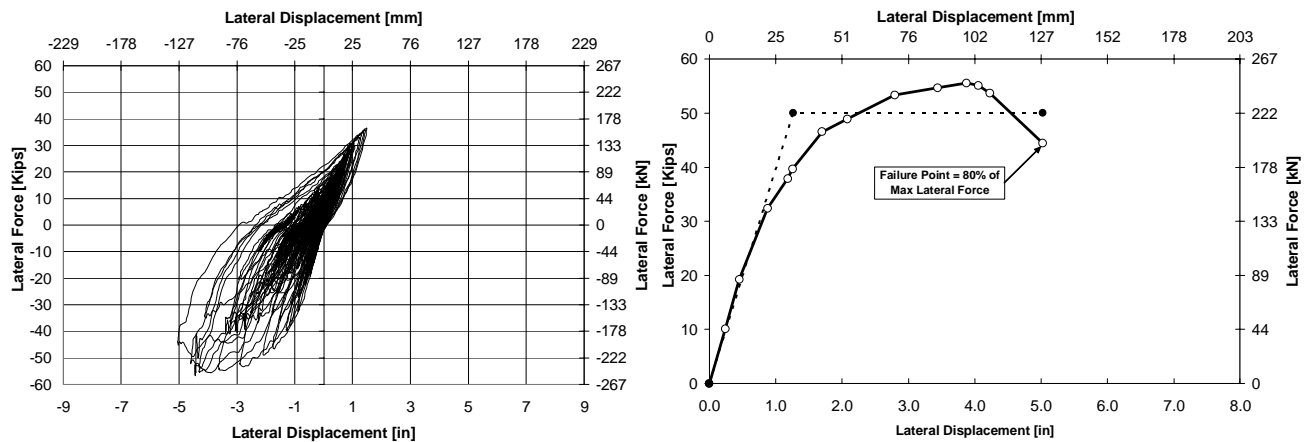 Lateral Displacement [mm]
-229 -178 -127 -76 -25 25 76 127 178 229
Lateral Force [Kips]
60
50
40
30
20
10
0
-10
-20
-30
-40
-50
-60
267
222
178
133
89
44
0
-44
-89
-133
-178
-222
-267
Lateral Force [kN]
-9 -7 -5 -3 -1 1 3 5 7 9
Lateral Displacement [in]
Lateral Displacement [mm]
0 25 51 76 102 127 152 178 203
Lateral Force [Kips]
60
50
40
30
20
10
0
267
222
178
133
89
44
0
Lateral Force [kN]
Failure Point = 80% of
Max Lateral Force
0.0 1.0 2.0 3.0 4.0 5.0 6.0 7.0 8.0
Lateral Displacement [in]